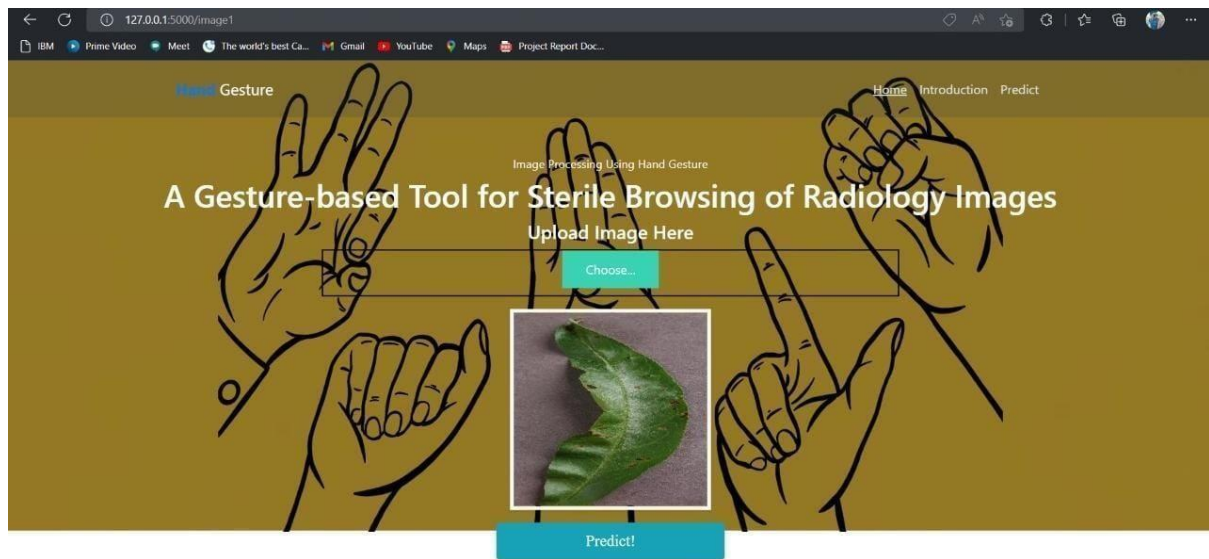 127.0.0.1:5000/image1
IBM Prime Video Meet The world's best Ca... Gmail YouTube Maps Project Report Doc...
Hand Gesture Home Introduction Predict
Image Processing Using Hand Gesture
A Gesture-based Tool for Sterile Browsing of Radiology Images
Upload Image Here
Choose...
Predict!